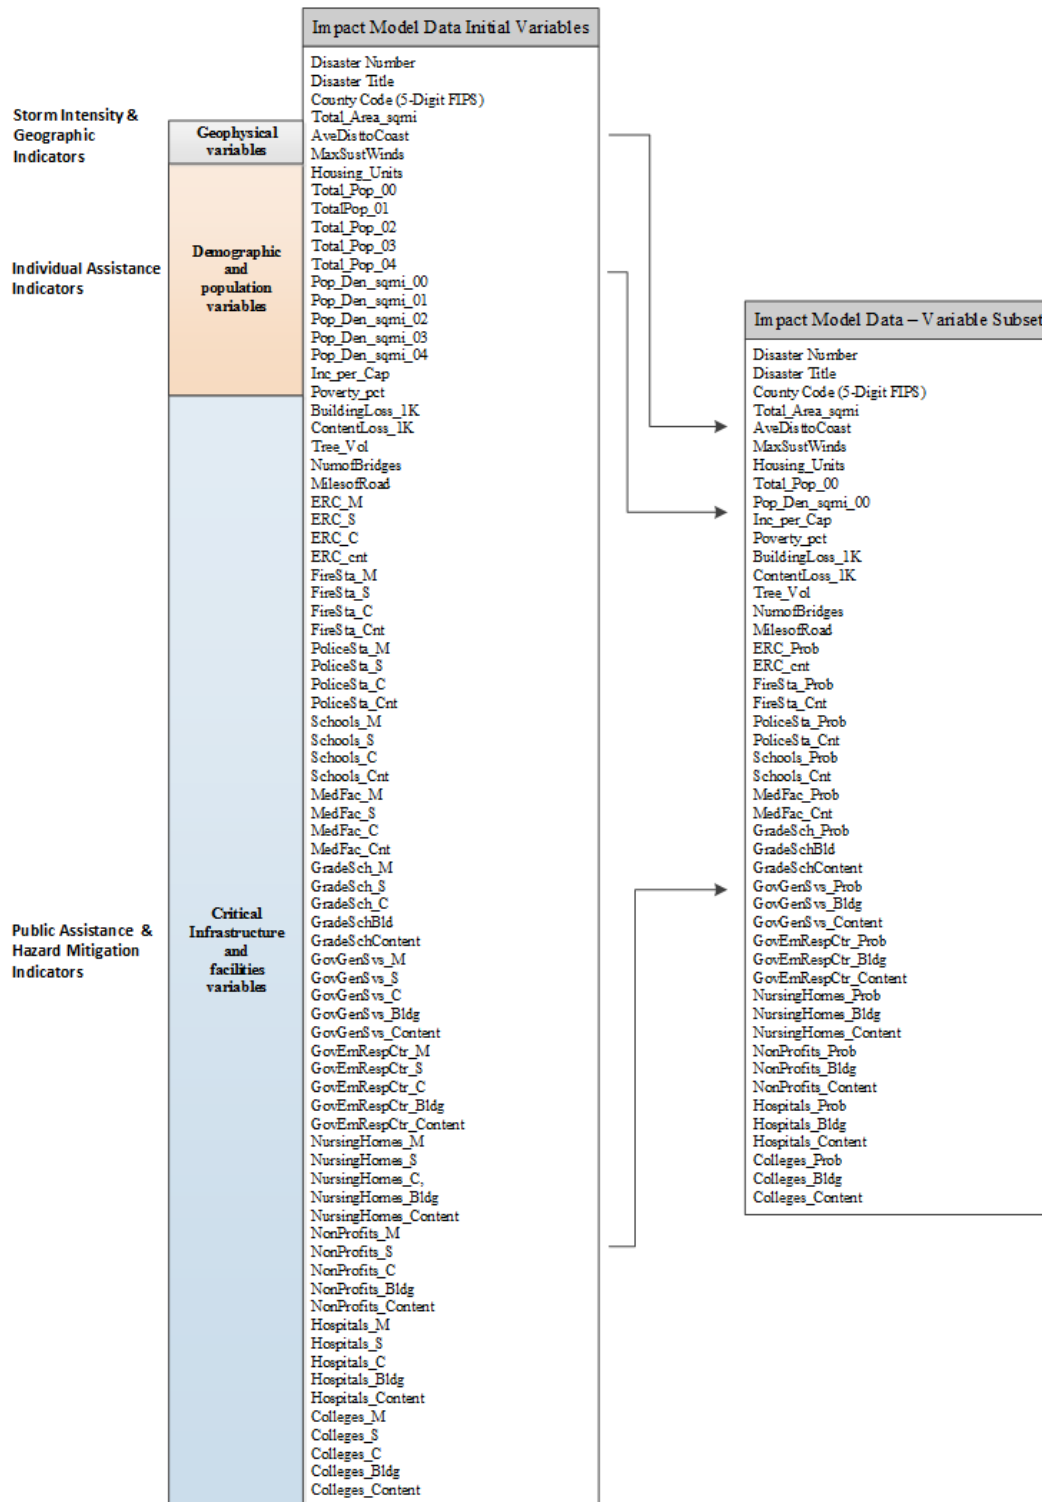 Impact Model Data Initial Variables
Disaster Number
Disaster Title
County Code (5-Digit FIPS)
Total_Area_sqmi
AveDisttoCoast
MaxSustWinds
Housing_Units
Total_Pop_00
TotalPop_01
Total_Pop_02
Total_Pop_03
Total_Pop_04
Pop_Den_sqmi_00
Pop_Den_sqmi_01
Pop_Den_sqmi_02
Pop_Den_sqmi_03
Pop_Den_sqmi_04
Inc_per_Cap
Poverty_pct
BuildingLoss_1K
ContentLoss_1K
Tree_Vol
NumofBridges
MilesofRoad
ERC_M
ERC_S
ERC_C
ERC_cnt
FireSta_M
FireSta_S
FireSta_C
FireSta_Cnt
PoliceSta_M
PoliceSta_S
PoliceSta_C
PoliceSta_Cnt
Schools_M
Schools_S
Schools_C
Schools_Cnt
MedFac_M
MedFac_S
MedFac_C
MedFac_Cnt
GradeSch_M
GradeSch_S
GradeSch_C
GradeSchBld
GradeSchContent
GovGenSvs_M
GovGenSvs_S
GovGenSvs_C
GovGenSvs_Bldg
GovGenSvs_Content
GovEmRespCtr_M
GovEmRespCtr_S
GovEmRespCtr_C
GovEmRespCtr_Bldg
GovEmRespCtr_Content
NursingHomes_M
NursingHomes_S
NursingHomes_C,
NursingHomes_Bldg
NursingHomes_Content
NonProfits_M
NonProfits_S
NonProfits_C
NonProfits_Bldg
NonProfits_Content
Hospitals_M
Hospitals_S
Hospitals_C
Hospitals_Bldg
Hospitals_Content
Colleges_M
Colleges_S
Colleges_C
Colleges_Bldg
Colleges_Content
Storm Intensity &
Geographic
Indicators
Geophysical
variables
Individual Assistance
Indicators
Demographic
and
population
variables
Public Assistance &
Hazard Mitigation
Indicators
Critical
Infrastructure
and
facilities
variables
Impact Model Data – Variable Subset
Disaster Number
Disaster Title
County Code (5-Digit FIPS)
Total_Area_sqmi
AveDisttoCoast
MaxSustWinds
Housing_Units
Total_Pop_00
Pop_Den_sqmi_00
Inc_per_Cap
Poverty_pct
BuildingLoss_1K
ContentLoss_1K
Tree_Vol
NumofBridges
MilesofRoad
ERC_Prob
ERC_cnt
FireSta_Prob
FireSta_Cnt
PoliceSta_Prob
PoliceSta_Cnt
Schools_Prob
Schools_Cnt
MedFac_Prob
MedFac_Cnt
GradeSch_Prob
GradeSchBld
GradeSchContent
GovGenSvs_Prob
GovGenSvs_Bldg
GovGenSvs_Content
GovEmRespCtr_Prob
GovEmRespCtr_Bldg
GovEmRespCtr_Content
NursingHomes_Prob
NursingHomes_Bldg
NursingHomes_Content
NonProfits_Prob
NonProfits_Bldg
NonProfits_Content
Hospitals_Prob
Hospitals_Bldg
Hospitals_Content
Colleges_Prob
Colleges_Bldg
Colleges_Content